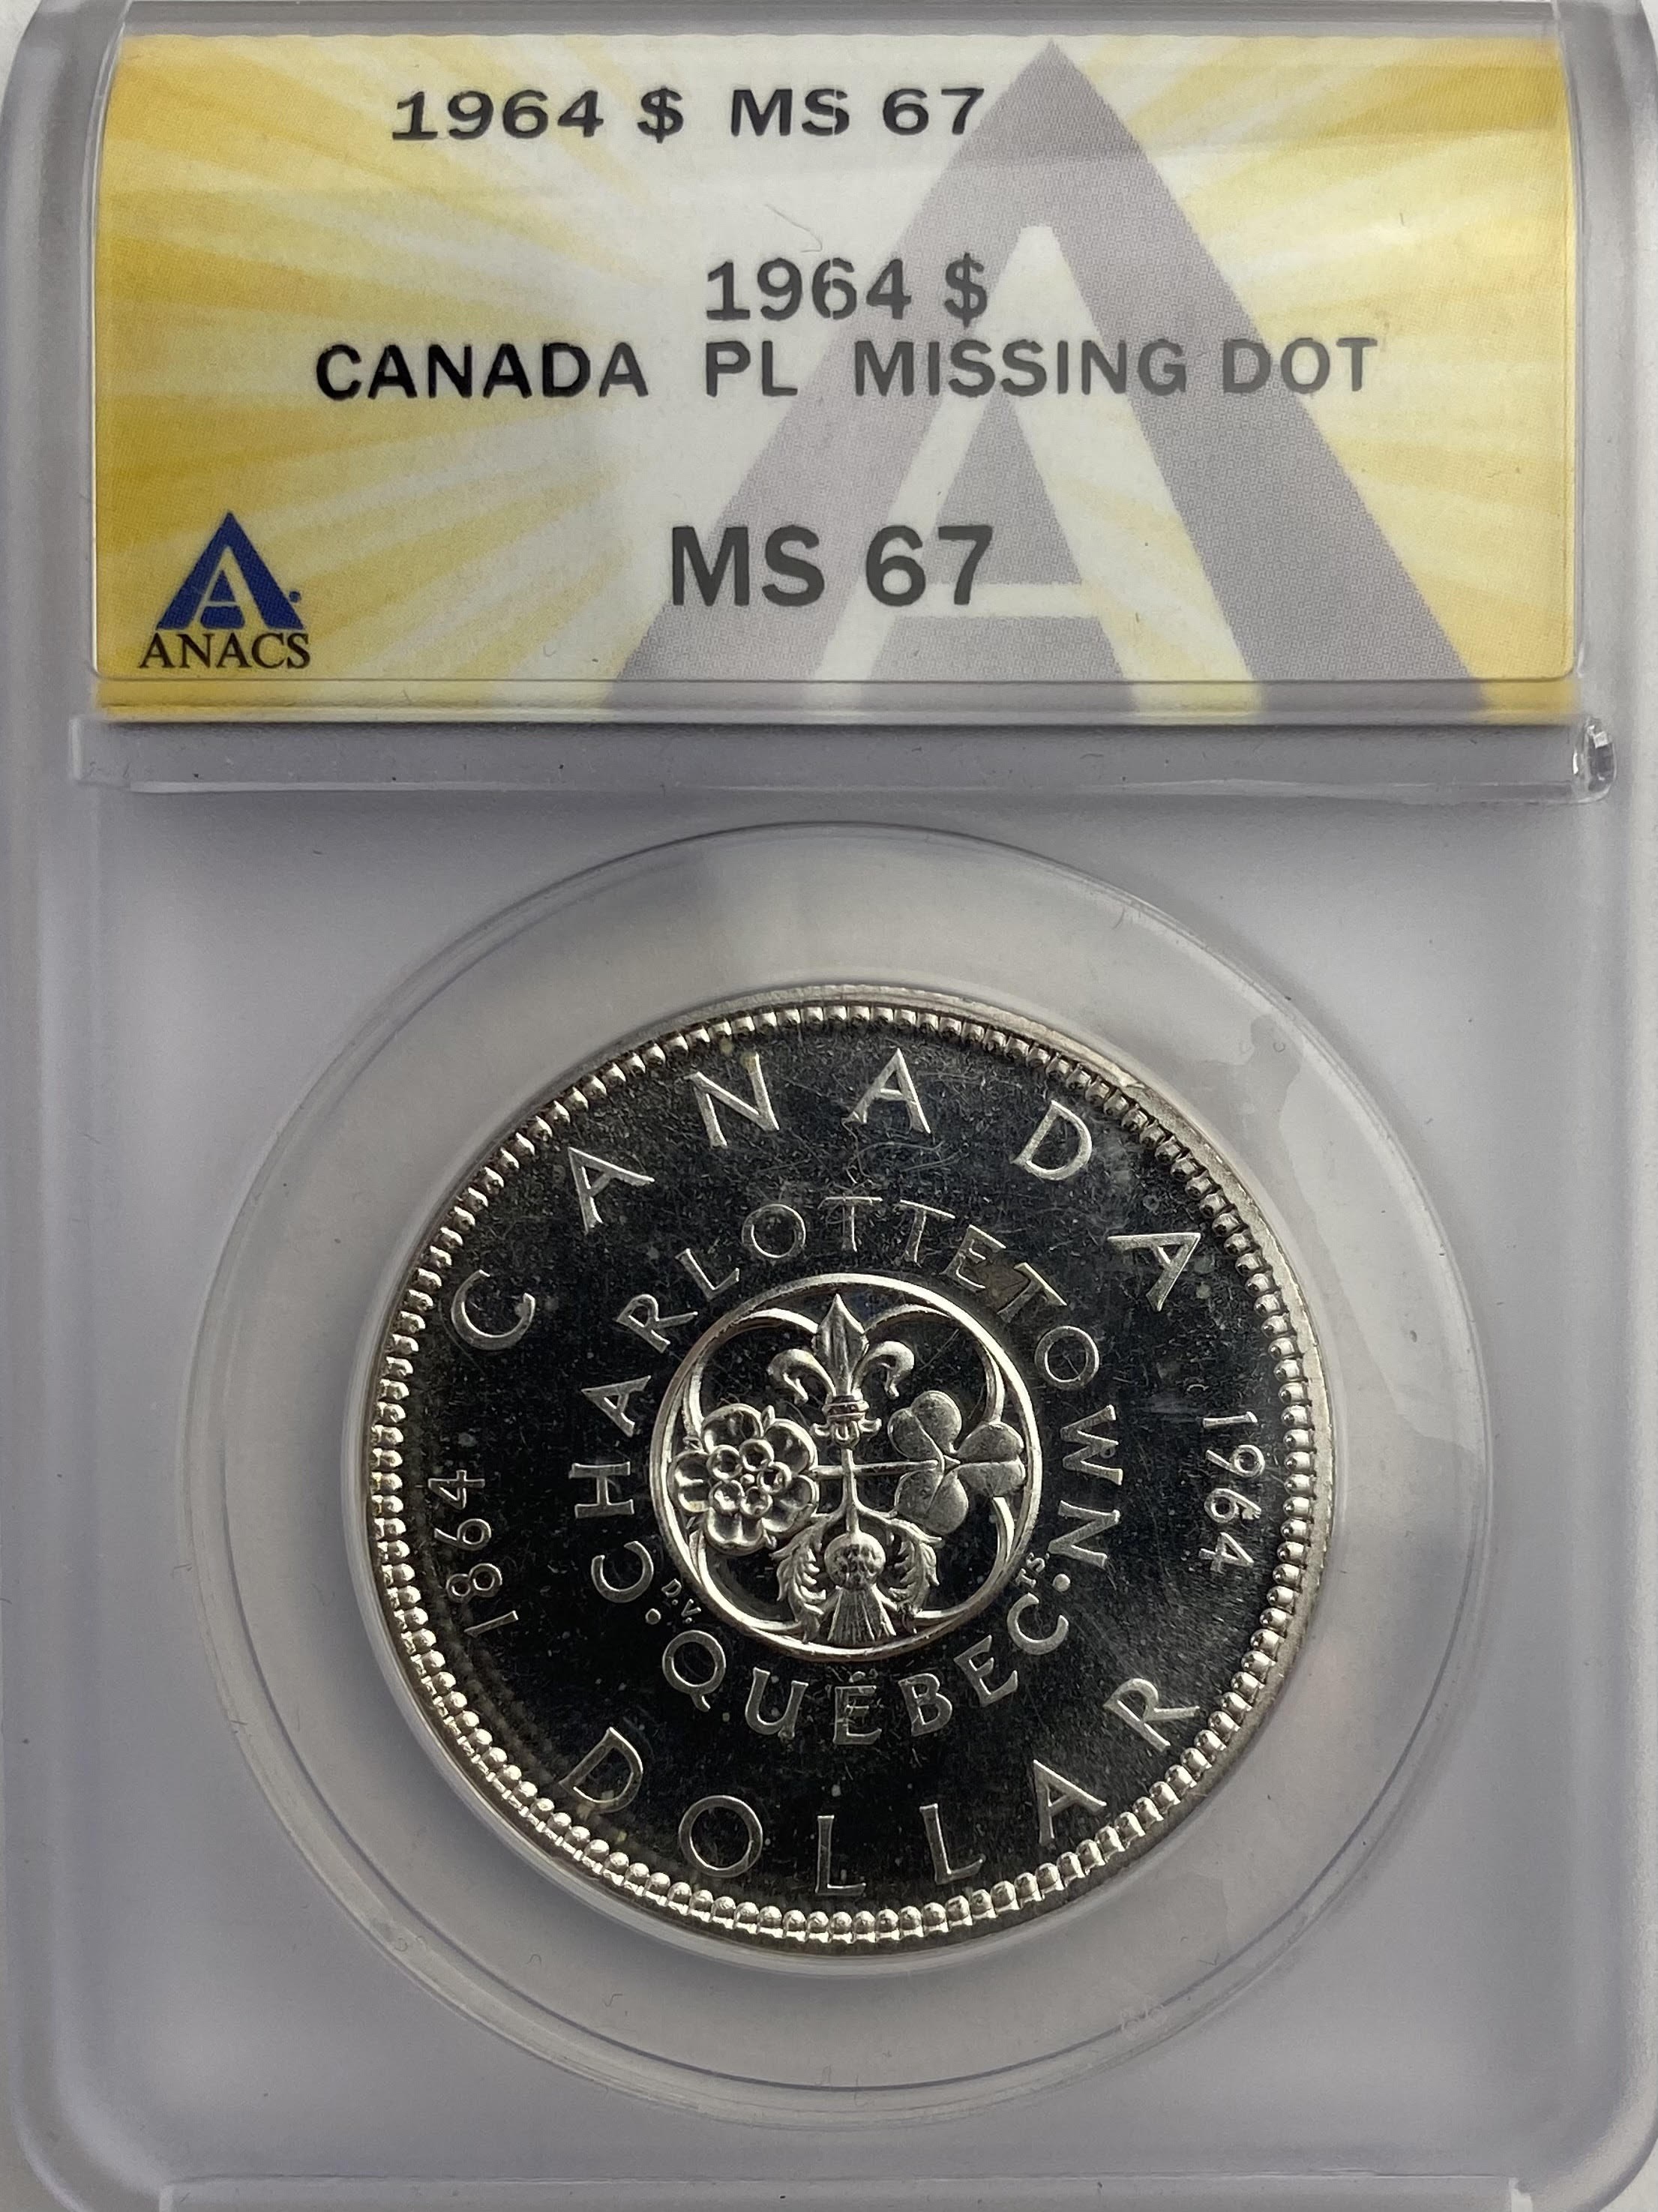 1964 $ MS 67
1964 $
CANADA PL MISSING DOT
MS 67
ANACS
CANADA
CHARLOTTETOWN.
1864
1964
D.V.
T.S
.QUÉBEC
DOLLAR